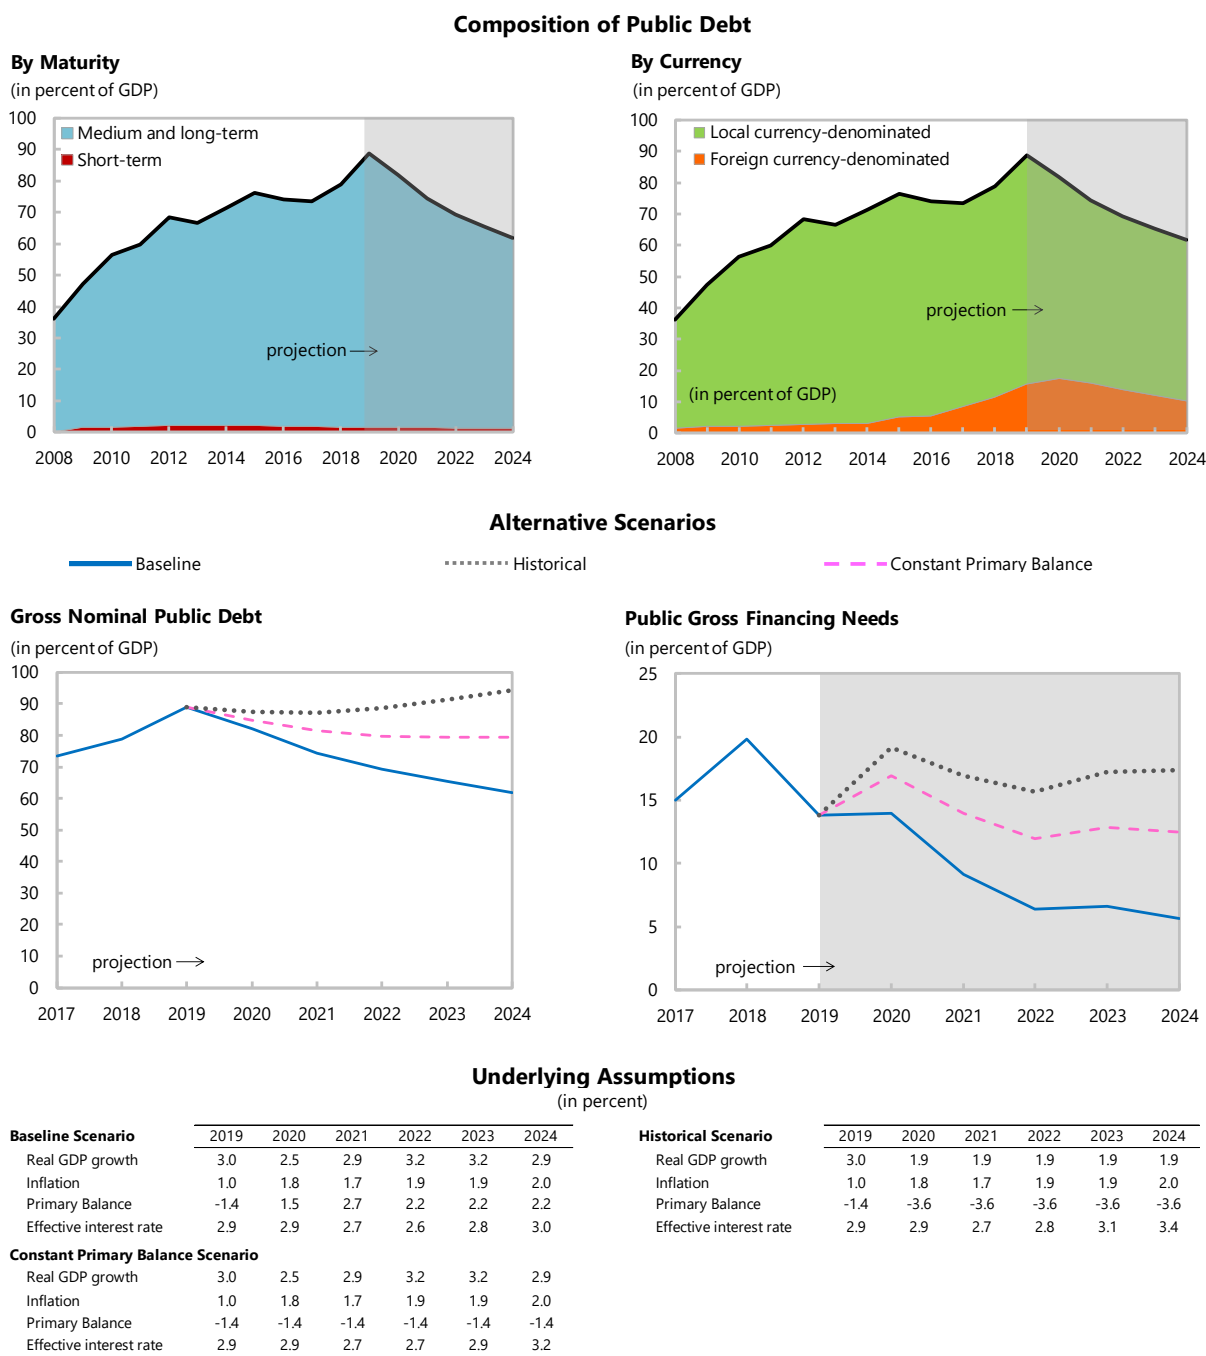 Composition of Public Debt
By Maturity
(in percent of GDP)
100
90
80
70
60
50
40
30
20
10
0
Medium and long-term
Short-term
projection
2008 2010 2012 2014 2016 2018 2020 2022 2024
By Currency
(in percent of GDP)
100
90
80
70
60
50
40
30
20
10
0
Local currency-denominated
Foreign currency-denominated
projection
(in percent of GDP)
2008 2010 2012 2014 2016 2018 2020 2022 2024
Alternative Scenarios
Baseline Historical Constant Primary Balance
Gross Nominal Public Debt
(in percent of GDP)
100
90
80
70
60
50
40
30
20
10
0
projection
2017 2018 2019 2020 2021 2022 2023 2024
Public Gross Financing Needs
(in percent of GDP)
25
20
15
10
5
0
projection
2017 2018 2019 2020 2021 2022 2023 2024
Underlying Assumptions
(in percent)
Baseline Scenario 2019 2020 2021 2022 2023 2024
Real GDP growth 3.0 2.5 2.9 3.2 3.2 2.9
Inflation 1.0 1.8 1.7 1.9 1.9 2.0
Primary Balance -1.4 1.5 2.7 2.2 2.2 2.2
Effective interest rate 2.9 2.9 2.7 2.6 2.8 3.0
Constant Primary Balance Scenario
Real GDP growth 3.0 2.5 2.9 3.2 3.2 2.9
Inflation 1.0 1.8 1.7 1.9 1.9 2.0
Primary Balance -1.4 -1.4 -1.4 -1.4 -1.4 -1.4
Effective interest rate 2.9 2.9 2.7 2.7 2.9 3.2
Historical Scenario 2019 2020 2021 2022 2023 2024
Real GDP growth 3.0 1.9 1.9 1.9 1.9 1.9
Inflation 1.0 1.8 1.7 1.9 1.9 2.0
Primary Balance -1.4 -3.6 -3.6 -3.6 -3.6 -3.6
Effective interest rate 2.9 2.9 2.7 2.8 3.1 3.4